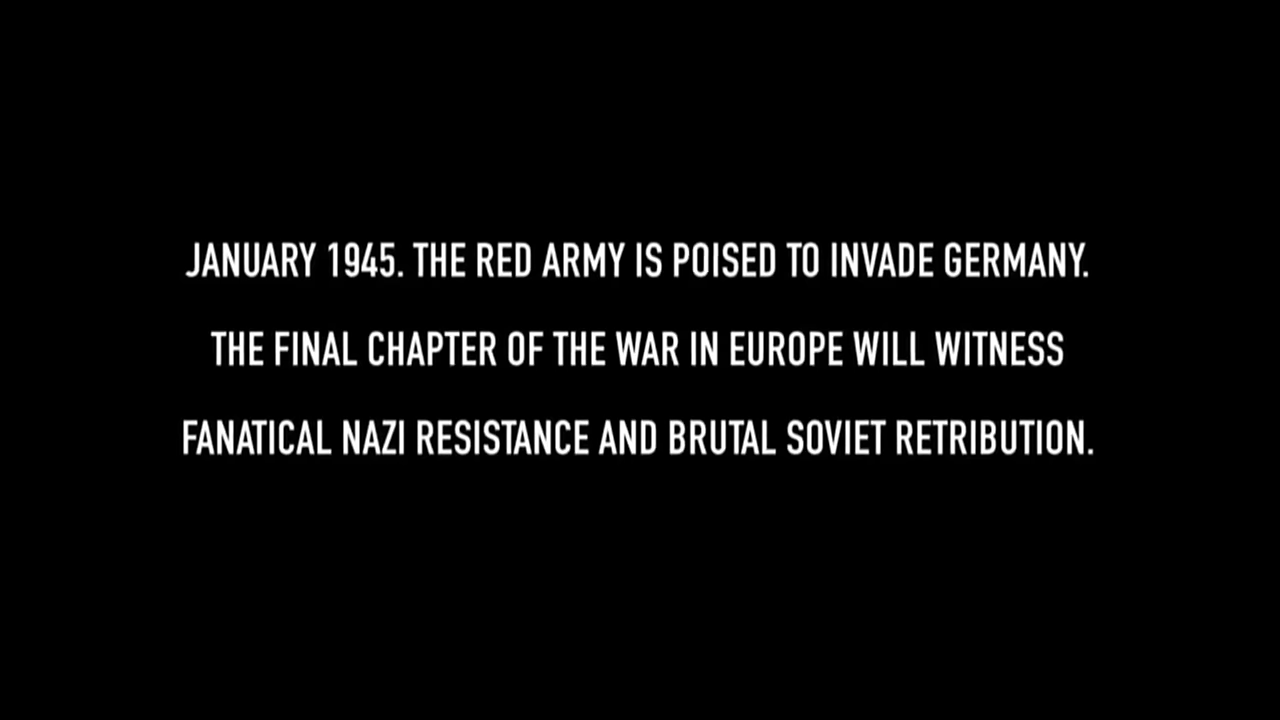 JANUARY 1945. THE RED ARMY IS POISED TO INVADE GERMANY.
THE FINAL CHAPTER OF THE WAR IN EUROPE WILL WITNESS
FANATICAL NAZI RESISTANCE AND BRUTAL SOVIET RETRIBUTION.